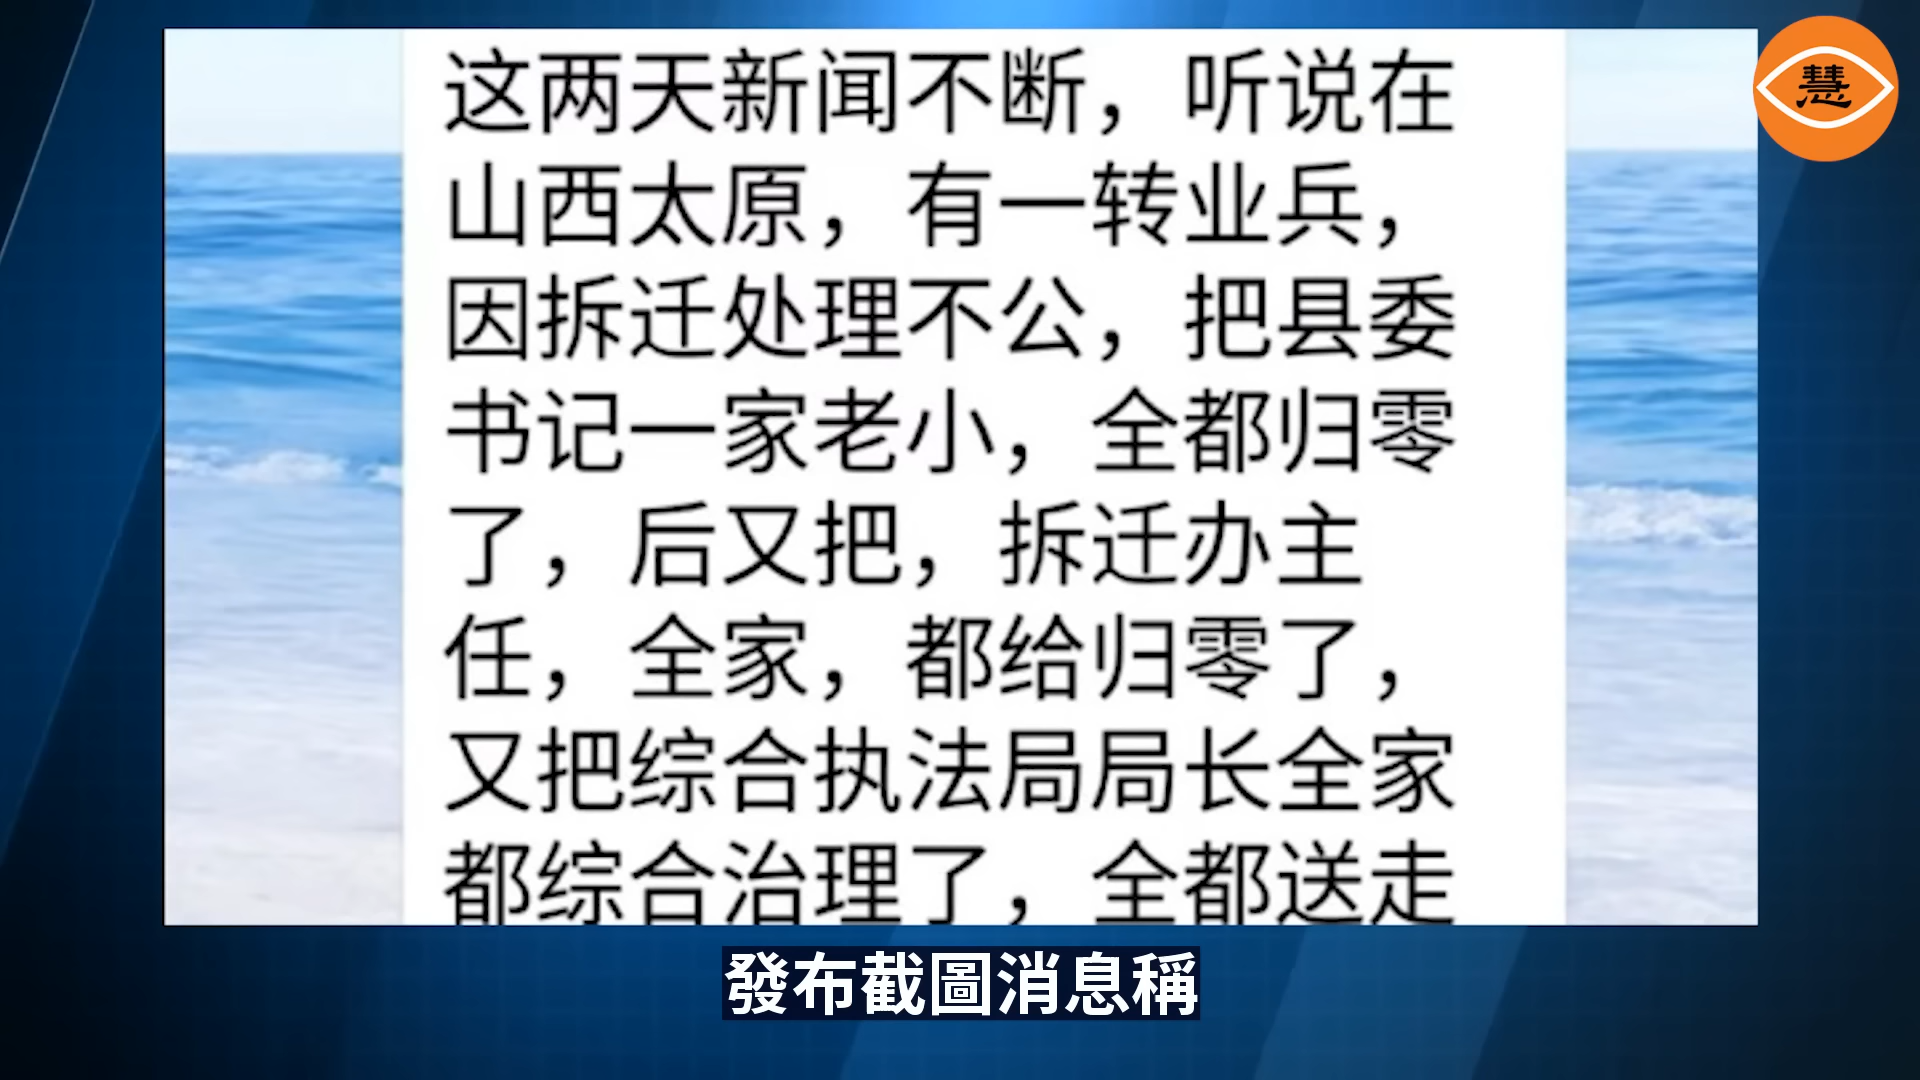 慧
这两天新闻不断，听说在
山西太原，有一转业兵，
因拆迁处理不公，把县委
书记一家老小，全都归零
了，后又把，拆迁办主
任，全家，都给归零了，
又把综合执法局局长全家
都综合治理了，全都送走
發布截圖消息稱